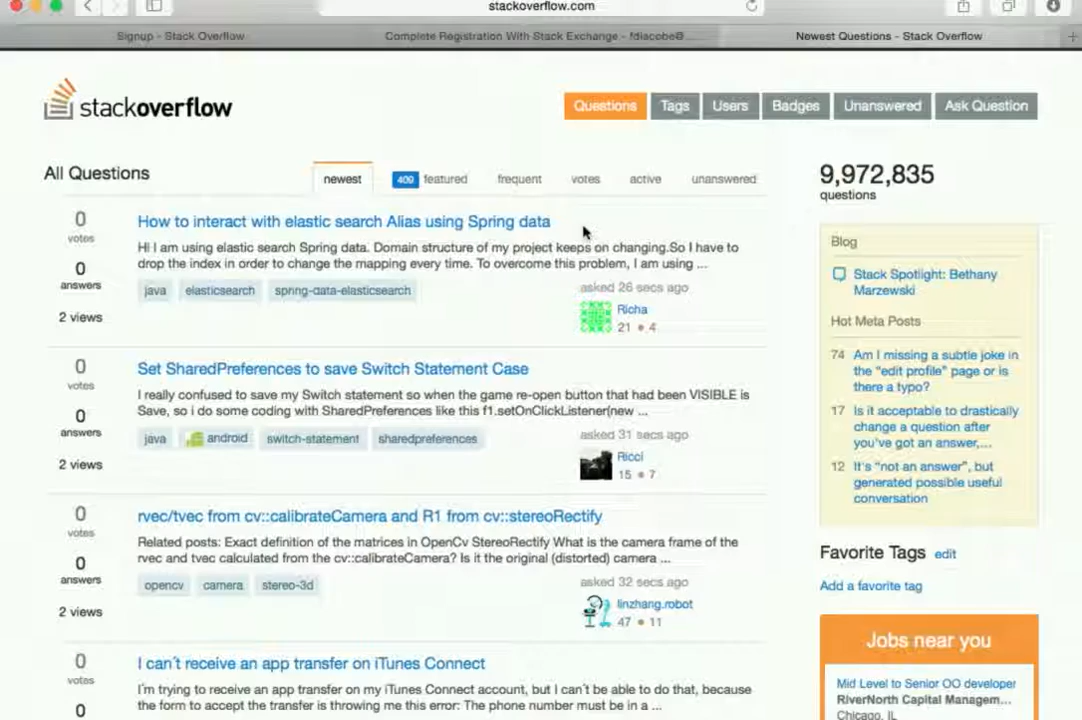 stackoverflow.com
Signup - Stack Overflow
Complete Registration With Stack Exchange - fdiacobe@...
Newest Questions - Stack Overflow
stackoverflow
Questions
Tags
Users
Badges
Unanswered
Ask Question
All Questions
newest
409 featured
frequent
votes
active
unanswered
0
votes
0
answers
2 views
How to interact with elastic search Alias using Spring data
Hi I am using elastic search Spring data. Domain structure of my project keeps on changing.So I have to
drop the index in order to change the mapping every time. To overcome this problem, I am using ...
java
elasticsearch
spring-data-elasticsearch
asked 26 secs ago
Richa
21 4
0
votes
0
answers
2 views
Set SharedPreferences to save Switch Statement Case
I really confused to save my Switch statement so when the game re-open button that had been VISIBLE is
Save, so i do some coding with SharedPreferences like this f1.setOnClickListener(new ...
java
android
switch-statement
sharedpreferences
asked 31 secs ago
Ricci
15 7
0
votes
0
answers
2 views
rvec/tvec from cv::calibrateCamera and R1 from cv::stereoRectify
Related posts: Exact definition of the matrices in OpenCv StereoRectify What is the camera frame of the
rvec and tvec calculated from the cv::calibrateCamera? Is it the original (distorted) camera ...
opencv
camera
stereo-3d
asked 32 secs ago
linzhang.robot
47 11
0
votes
0
I can't receive an app transfer on iTunes Connect
I'm trying to receive an app transfer on my iTunes Connect account, but I can't be able to do that, because
the form to accept the transfer is throwing me this error: The phone number must be in a ...
9,972,835
questions
Blog
Stack Spotlight: Bethany
Marzewski
Hot Meta Posts
74 Am I missing a subtle joke in
the "edit profile" page or is
there a typo?
17 Is it acceptable to drastically
change a question after
you've got an answer,...
12 It's "not an answer", but
generated possible useful
conversation
Favorite Tags edit
Add a favorite tag
Jobs near you
Mid Level to Senior OO developer
RiverNorth Capital Managem...
Chicago, IL